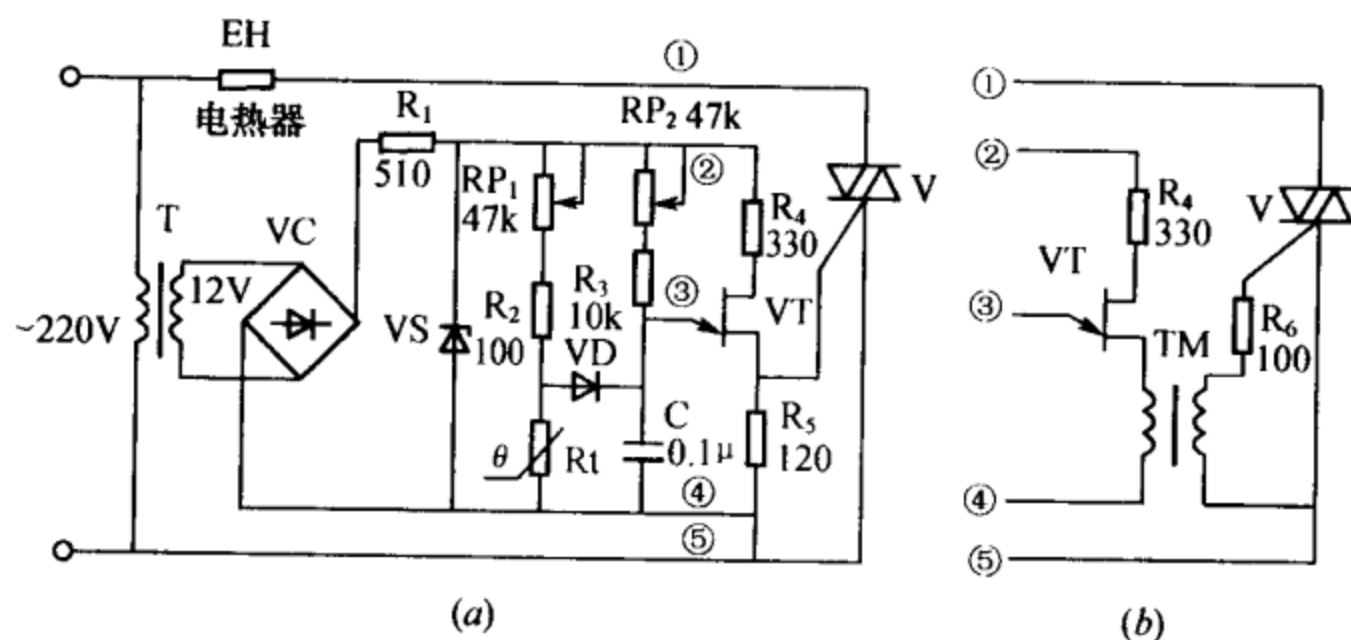 EH
电热器
①
R₁
510
RP₂ 47k
②
RP₁
47k
V
R₄
330
T
VC
12V
~220V
VS
R₂
100
R₃
10k
③
VT
VD
θ
Rt
C
0.1μ
R₅
120
④
⑤
(a)
①
②
R₄
330
V
VT
③
TM
R₆
100
④
⑤
(b)